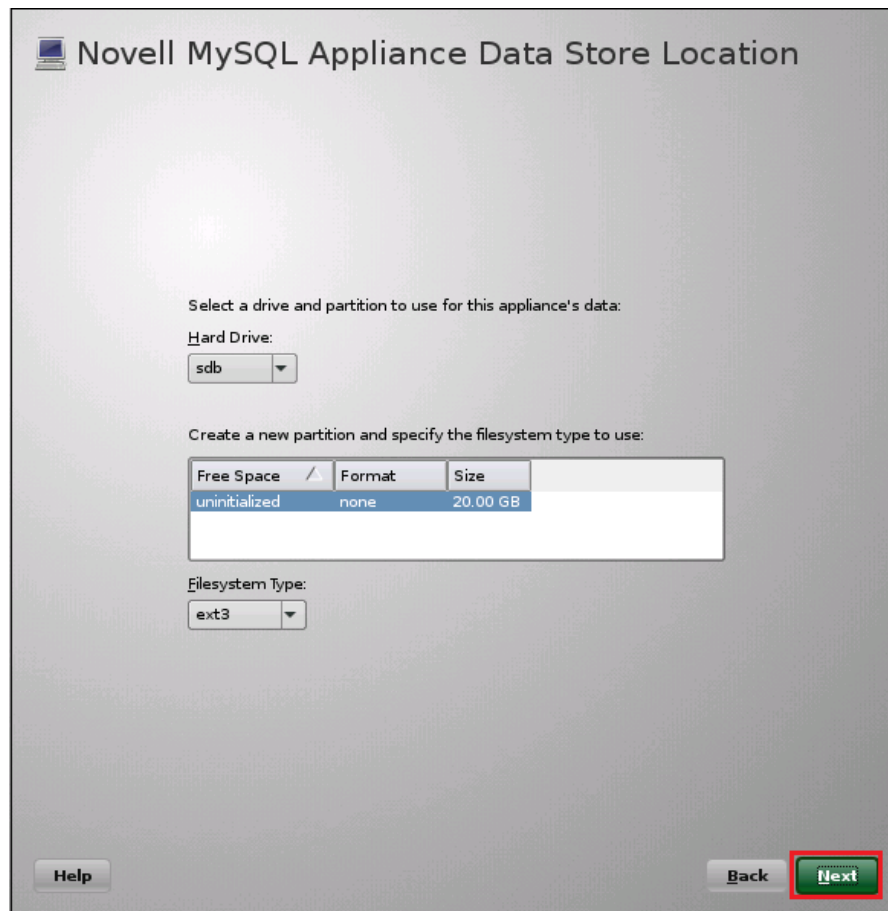 Novell MySQL Appliance Data Store Location
Select a drive and partition to use for this appliance's data:
Hard Drive:
sdb
Create a new partition and specify the filesystem type to use:
Free Space Format Size
uninitialized none 20.00 GB
Filesystem Type:
ext3
Help Back Next